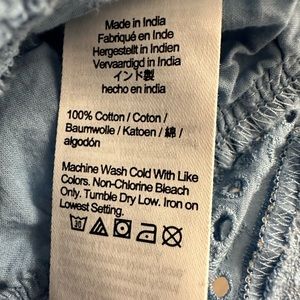 Made in India
Fabriqué en Inde
Hergestellt in Indien
Vervaardigd in India
インド製
hecho en india
100% Cotton / Coton /
Baumwolle / Katoen / 綿 /
algodón
Machine Wash Cold With Like
Colors. Non-Chlorine Bleach
Only. Tumble Dry Low. Iron on
Lowest Setting.